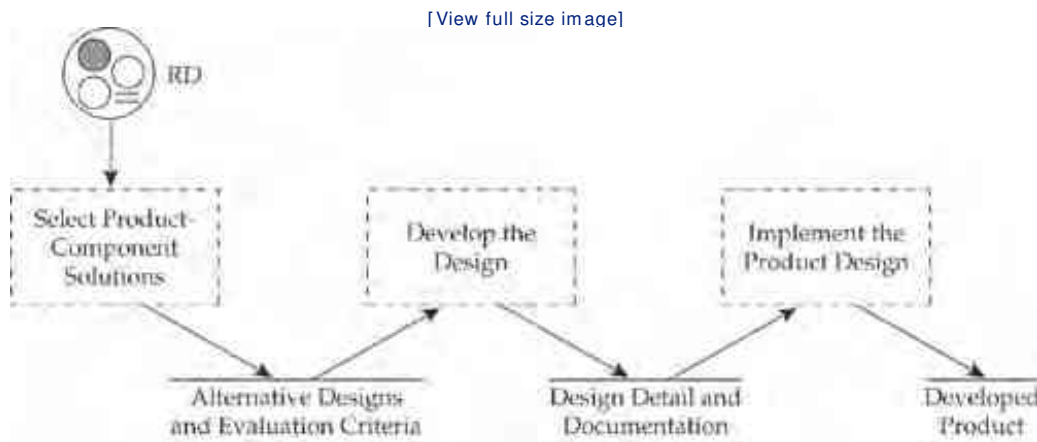 [View full size image]
RD
Select Product-
Component
Solutions
Develop the
Design
Implement the
Product Design
Alternative Designs
and Evaluation Criteria
Design Detail and
Documentation
Developed
Product